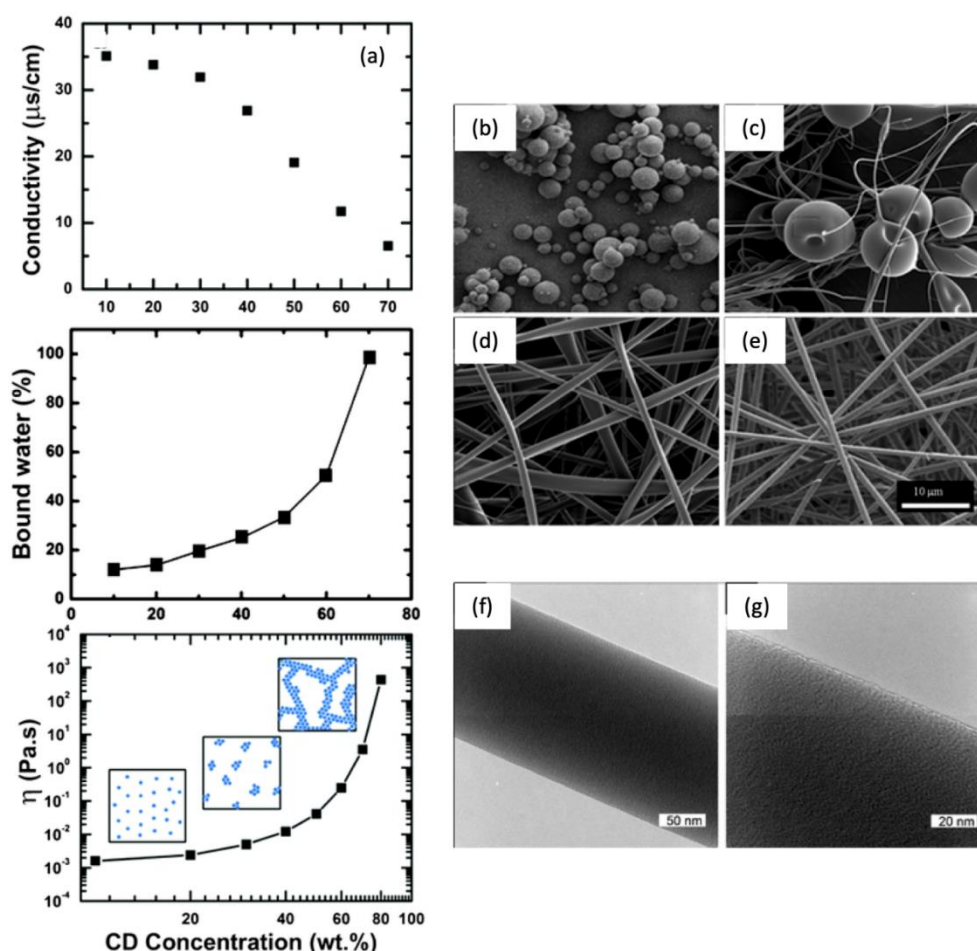 40
(a)
30
20
10
0
Conductivity (μs/cm)
10 20 30 40 50 60 70
100
80
60
40
20
0
Bound water (%)
0 20 40 60 80
10⁴
10³
10²
10¹
10⁰
10⁻¹
10⁻²
10⁻³
10⁻⁴
η (Pa.s)
20 40 60 80 100
CD Concentration (wt.%)
(b)
(c)
(d)
(e)
10 μm
(f)
50 nm
(g)
20 nm